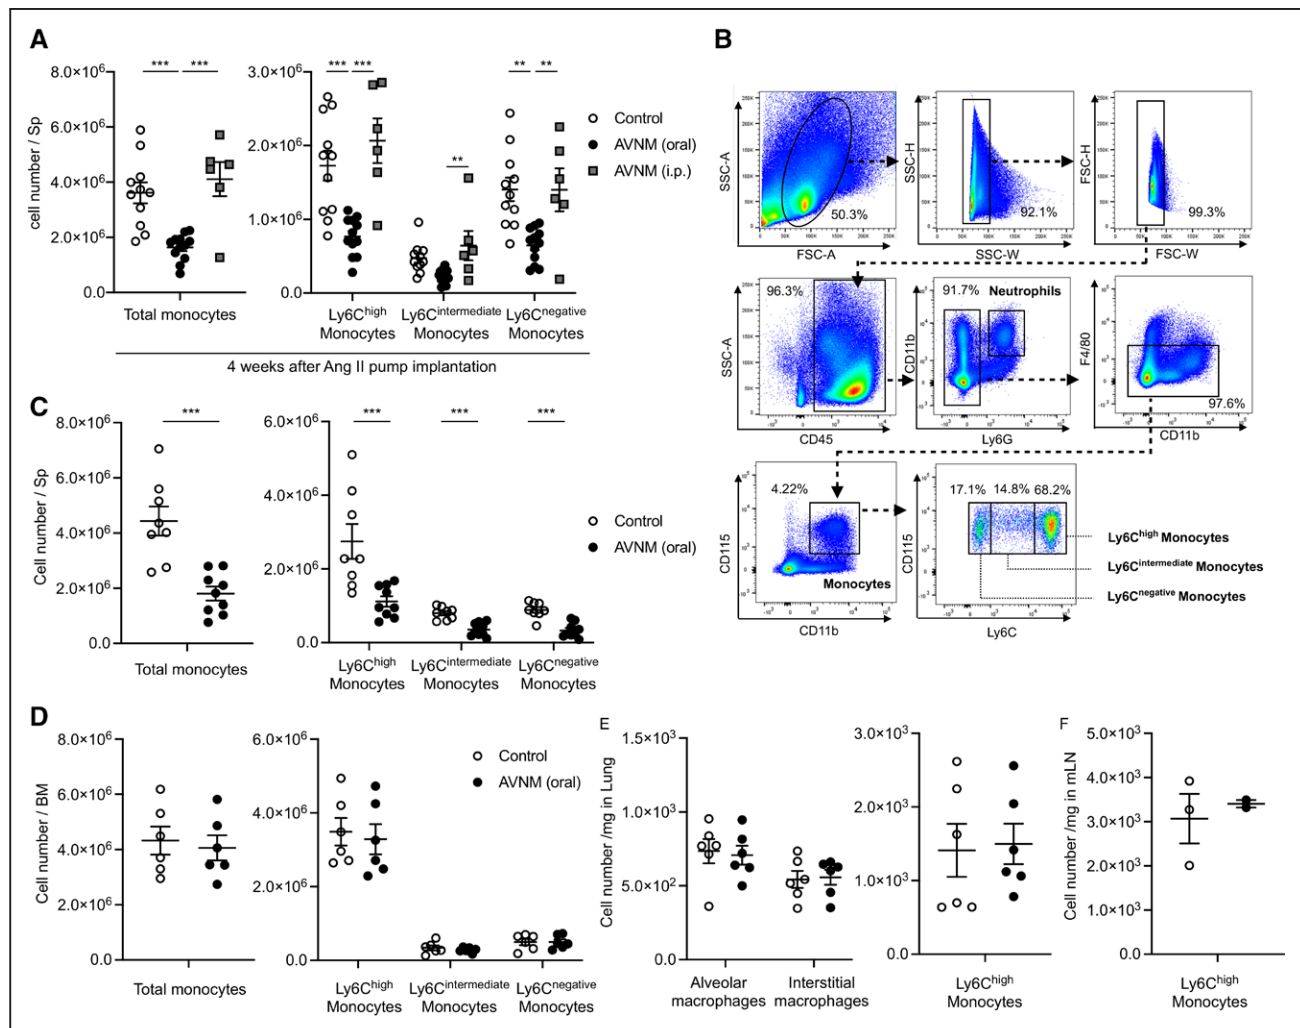 A
cell number / Sp
8.0×10⁶
6.0×10⁶
4.0×10⁶
2.0×10⁶
0.0
*** ***
Total monocytes
3.0×10⁶
2.0×10⁶
1.0×10⁶
0.0
*** ***
**
** **
Ly6Chigh
Monocytes
Ly6Cintermediate
Monocytes
Ly6Cnegative
Monocytes
Control
AVNM (oral)
AVNM (i.p.)
4 weeks after Ang II pump implantation
B
SSC-A
50.3%
FSC-A
SSC-H
92.1%
SSC-W
FSC-H
99.3%
FSC-W
96.3%
SSC-A
CD45
91.7%
Neutrophils
CD11b
Ly6G
F4/80
97.6%
CD11b
4.22%
CD115
Monocytes
CD11b
17.1% 14.8% 68.2%
CD115
Ly6C
Ly6Chigh Monocytes
Ly6Cintermediate Monocytes
Ly6Cnegative Monocytes
C
Cell number / Sp
8.0×10⁶
6.0×10⁶
4.0×10⁶
2.0×10⁶
0.0
***
Total monocytes
6.0×10⁶
4.0×10⁶
2.0×10⁶
0.0
*** *** ***
Ly6Chigh
Monocytes
Ly6Cintermediate
Monocytes
Ly6Cnegative
Monocytes
Control
AVNM (oral)
D
Cell number / BM
8.0×10⁶
6.0×10⁶
4.0×10⁶
2.0×10⁶
0.0
Total monocytes
6.0×10⁶
4.0×10⁶
2.0×10⁶
0.0
Ly6Chigh
Monocytes
Ly6Cintermediate
Monocytes
Ly6Cnegative
Monocytes
Control
AVNM (oral)
E
Cell number /mg in Lung
1.5×10³
1.0×10³
5.0×10²
0.0
Alveolar
macrophages
Interstitial
macrophages
3.0×10³
2.0×10³
1.0×10³
0.0
Ly6Chigh
Monocytes
F
Cell number /mg in mLN
5.0×10³
4.0×10³
3.0×10³
2.0×10³
1.0×10³
0.0
Ly6Chigh
Monocytes